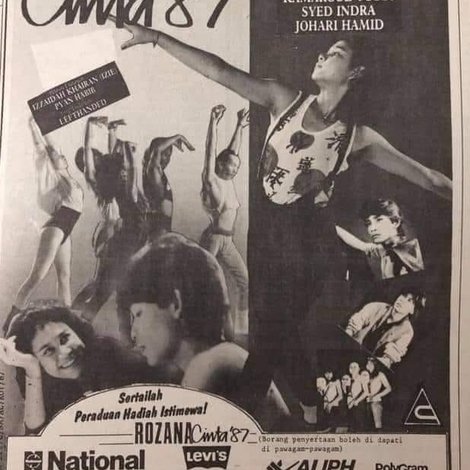 Cinta '87
SYED INDRA
JOHARI HAMID
IZZAIDAH KHAIRAN (IZIE)
PYAN HABIB
LEFTHANDED
Sertailah
Peraduan Hadiah Istimewa!
ROZANA Cinta '87
(Borang penyertaan boleh di dapati
di pawagam-pawagam)
National
LEVI'S
ALIPH
PolyGram